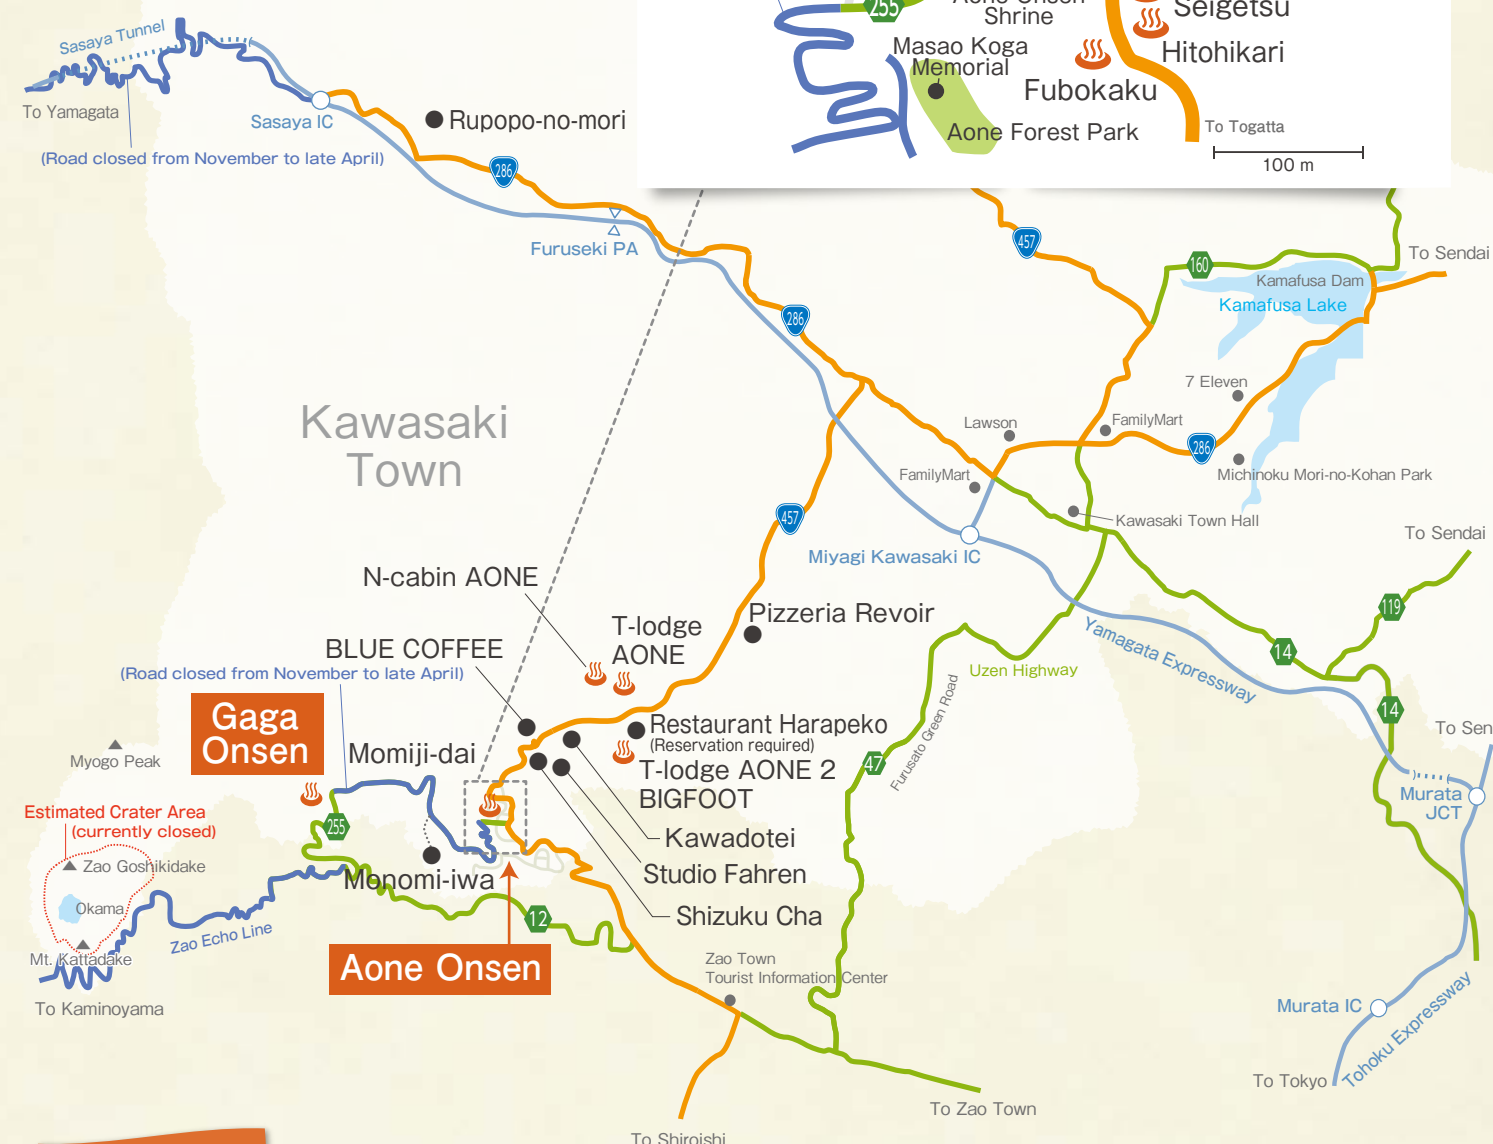 255
Shrine
Seigetsu
Masao Koga
Memorial
Hitohikari
Fubokaku
Aone Forest Park
To Togatta
100 m
Sasaya Tunnel
To Yamagata
Sasaya IC
Rupopo-no-mori
(Road closed from November to late April)
286
Furuseki PA
457
160
To Sendai
Kamafusa Dam
Kamafusa Lake
286
7 Eleven
Kawasaki
Town
Lawson
FamilyMart
286
FamilyMart
Michinoku Mori-no-Kohan Park
457
Kawasaki Town Hall
To Sendai
Miyagi Kawasaki IC
N-cabin AONE
T-lodge
AONE
Pizzeria Revoir
119
Yamagata Expressway
14
BLUE COFFEE
(Road closed from November to late April)
Uzen Highway
Furusato Green Road
14
Gaga
Onsen
Restaurant Harapeko
(Reservation required)
To Sen
Myogo Peak
Momiji-dai
T-lodge AONE 2
BIGFOOT
47
Murata
JCT
Estimated Crater Area
(currently closed)
255
Kawadotei
Zao Goshikidake
Monomi-iwa
Studio Fahren
Okama
12
Shizuku Cha
Zao Echo Line
Mt. Kattadake
Aone Onsen
Zao Town
Tourist Information Center
To Kaminoyama
Murata IC
Tohoku Expressway
To Tokyo
To Zao Town
To Shiroishi